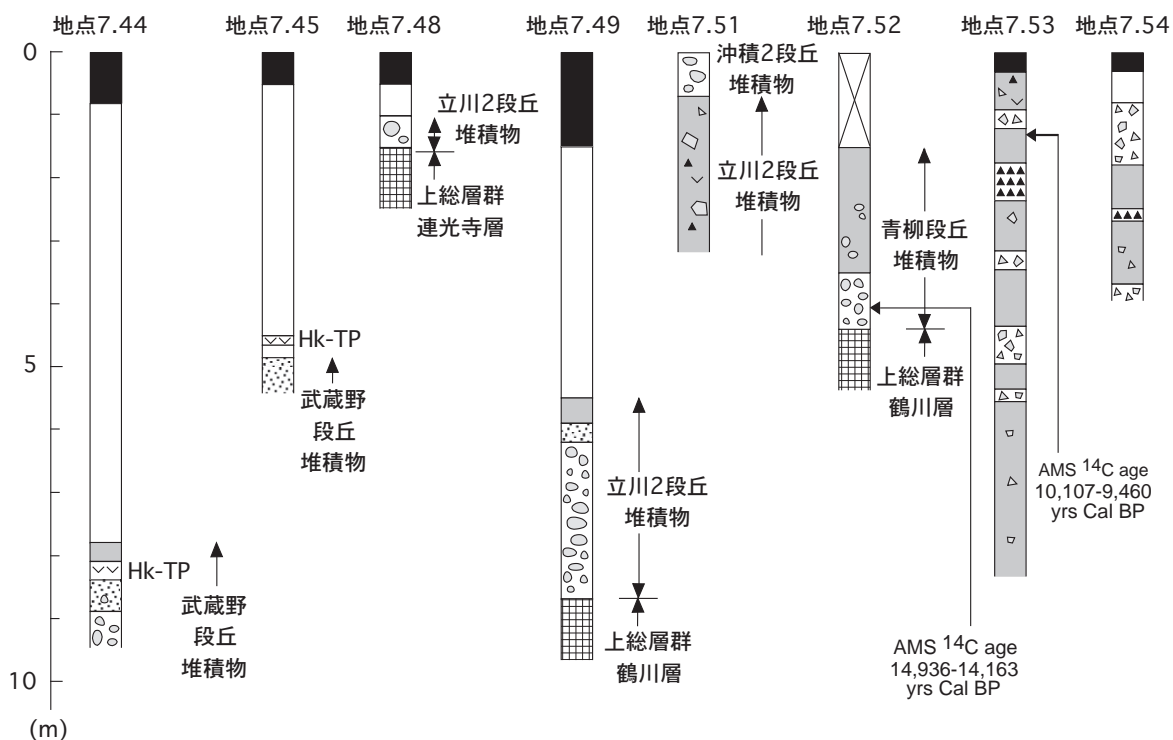 地点7.44
地点7.45
地点7.48
地点7.49
地点7.51
地点7.52
地点7.53
地点7.54
0
5
10
(m)
Hk-TP
武蔵野
段丘
堆積物
Hk-TP
武蔵野
段丘
堆積物
立川2段丘
堆積物
上総層群
連光寺層
立川2段丘
堆積物
上総層群
鶴川層
沖積2段丘
堆積物
立川2段丘
堆積物
青柳段丘
堆積物
上総層群
鶴川層
AMS 14C age
14,936-14,163
yrs Cal BP
AMS 14C age
10,107-9,460
yrs Cal BP